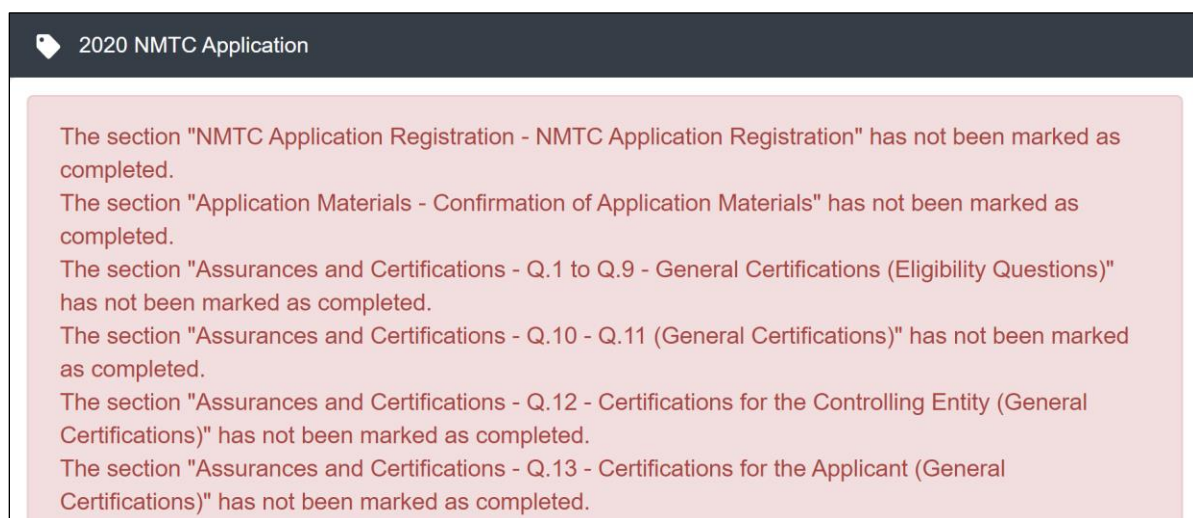 2020 NMTC Application
The section "NMTC Application Registration - NMTC Application Registration" has not been marked as
completed.
The section "Application Materials - Confirmation of Application Materials" has not been marked as
completed.
The section "Assurances and Certifications - Q.1 to Q.9 - General Certifications (Eligibility Questions)"
has not been marked as completed.
The section "Assurances and Certifications - Q.10 - Q.11 (General Certifications)" has not been marked
as completed.
The section "Assurances and Certifications - Q.12 - Certifications for the Controlling Entity (General
Certifications)" has not been marked as completed.
The section "Assurances and Certifications - Q.13 - Certifications for the Applicant (General
Certifications)" has not been marked as completed.